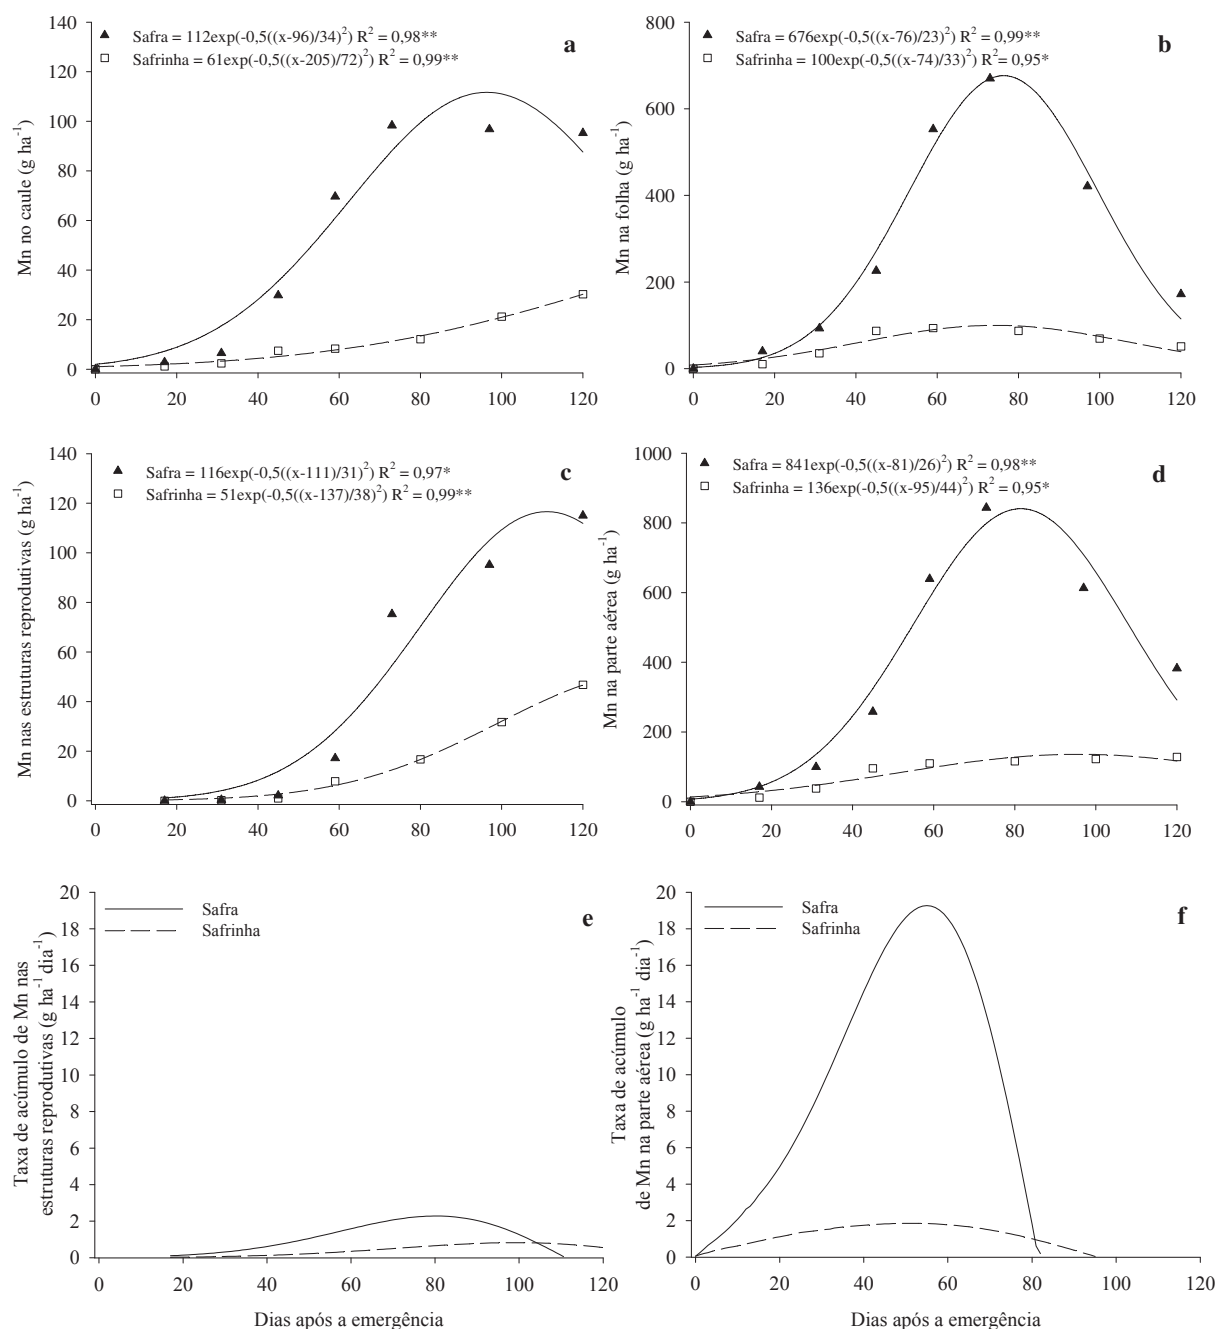 a
Safra = 112exp(-0,5((x-96)/34)²) R² = 0,98**
Safrinha = 61exp(-0,5((x-205)/72)²) R² = 0,99**
Mn no caule (g ha⁻¹)
140
120
100
80
60
40
20
0
0 20 40 60 80 100 120
b
Safra = 676exp(-0,5((x-76)/23)²) R² = 0,99**
Safrinha = 100exp(-0,5((x-74)/33)²) R² = 0,95*
Mn na folha (g ha⁻¹)
800
600
400
200
0
0 20 40 60 80 100 120
c
Safra = 116exp(-0,5((x-111)/31)²) R² = 0,97*
Safrinha = 51exp(-0,5((x-137)/38)²) R² = 0,99**
Mn nas estruturas reprodutivas (g ha⁻¹)
140
120
100
80
60
40
20
0
0 20 40 60 80 100 120
d
Safra = 841exp(-0,5((x-81)/26)²) R² = 0,98**
Safrinha = 136exp(-0,5((x-95)/44)²) R² = 0,95*
Mn na parte aérea (g ha⁻¹)
1000
800
600
400
200
0
0 20 40 60 80 100 120
e
Safra
Safrinha
Taxa de acúmulo de Mn nas
estruturas reprodutivas (g ha⁻¹ dia⁻¹)
20
18
16
14
12
10
8
6
4
2
0
0 20 40 60 80 100 120
Dias após a emergência
f
Safra
Safrinha
Taxa de acúmulo
de Mn na parte aérea (g ha⁻¹ dia⁻¹)
20
18
16
14
12
10
8
6
4
2
0
0 20 40 60 80 100 120
Dias após a emergência